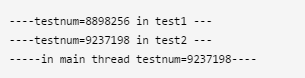 ----testnum=8898256 in test1 ---
----testnum=9237198 in test2 ---
-----in main thread testnum=9237198----